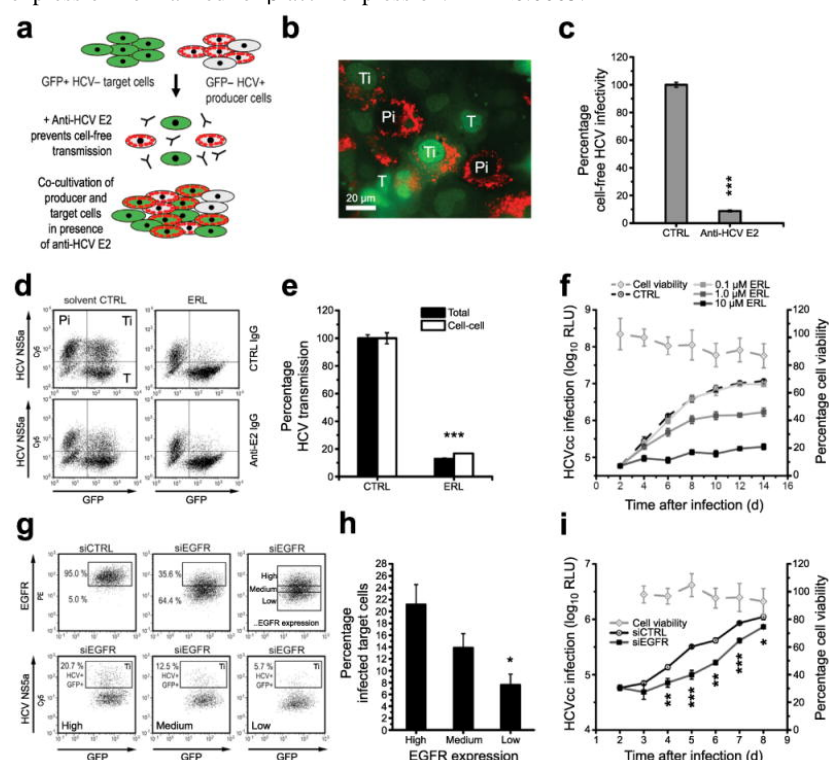 a
GFP+ HCV– target cells
GFP– HCV+
producer cells
+ Anti-HCV E2
prevents cell-free
transmission
Co-cultivation of
producer and
target cells
in presence
of anti-HCV E2
b
Ti
Pi
T
Ti
Pi
T
20 µm
c
Percentage
cell-free HCV infectivity
120
100
80
60
40
20
0
***
CTRL
Anti-HCV E2
d
solvent CTRL
ERL
Pi
Ti
T
HCV NS5a
Cy5
CTRL IgG
HCV NS5a
Cy5
Anti-E2 IgG
GFP
GFP
e
Total
Cell-cell
Percentage
HCV transmission
120
100
80
60
40
20
0
***
CTRL
ERL
f
Cell viability
CTRL
0.1 µM ERL
1.0 µM ERL
10 µM ERL
HCVcc infection (log10 RLU)
9
8
7
6
5
120
100
80
60
40
20
0
Percentage cell viability
0 2 4 6 8 10 12 14 16
Time after infection (d)
g
siCTRL
siEGFR
siEGFR
EGFR
PE
95.0 %
5.0 %
35.6 %
64.4 %
High
Medium
Low
..EGFR expression
siEGFR
siEGFR
siEGFR
HCV NS5a
Cy5
20.7 %
HCV+
GFP+
Ti
High
12.5 %
HCV+
GFP+
Ti
Medium
5.7 %
HCV+
GFP+
Ti
Low
GFP
GFP
GFP
h
Percentage
infected target cells
28
26
24
22
20
18
16
14
12
10
8
6
4
2
0
*
High
Medium
Low
EGFR expression
i
Cell viability
siCTRL
siEGFR
HCVcc infection (log10 RLU)
7
6
5
4
120
100
80
60
40
20
0
Percentage cell viability
**
***
**
***
*
1 2 3 4 5 6 7 8 9
Time after infection (d)